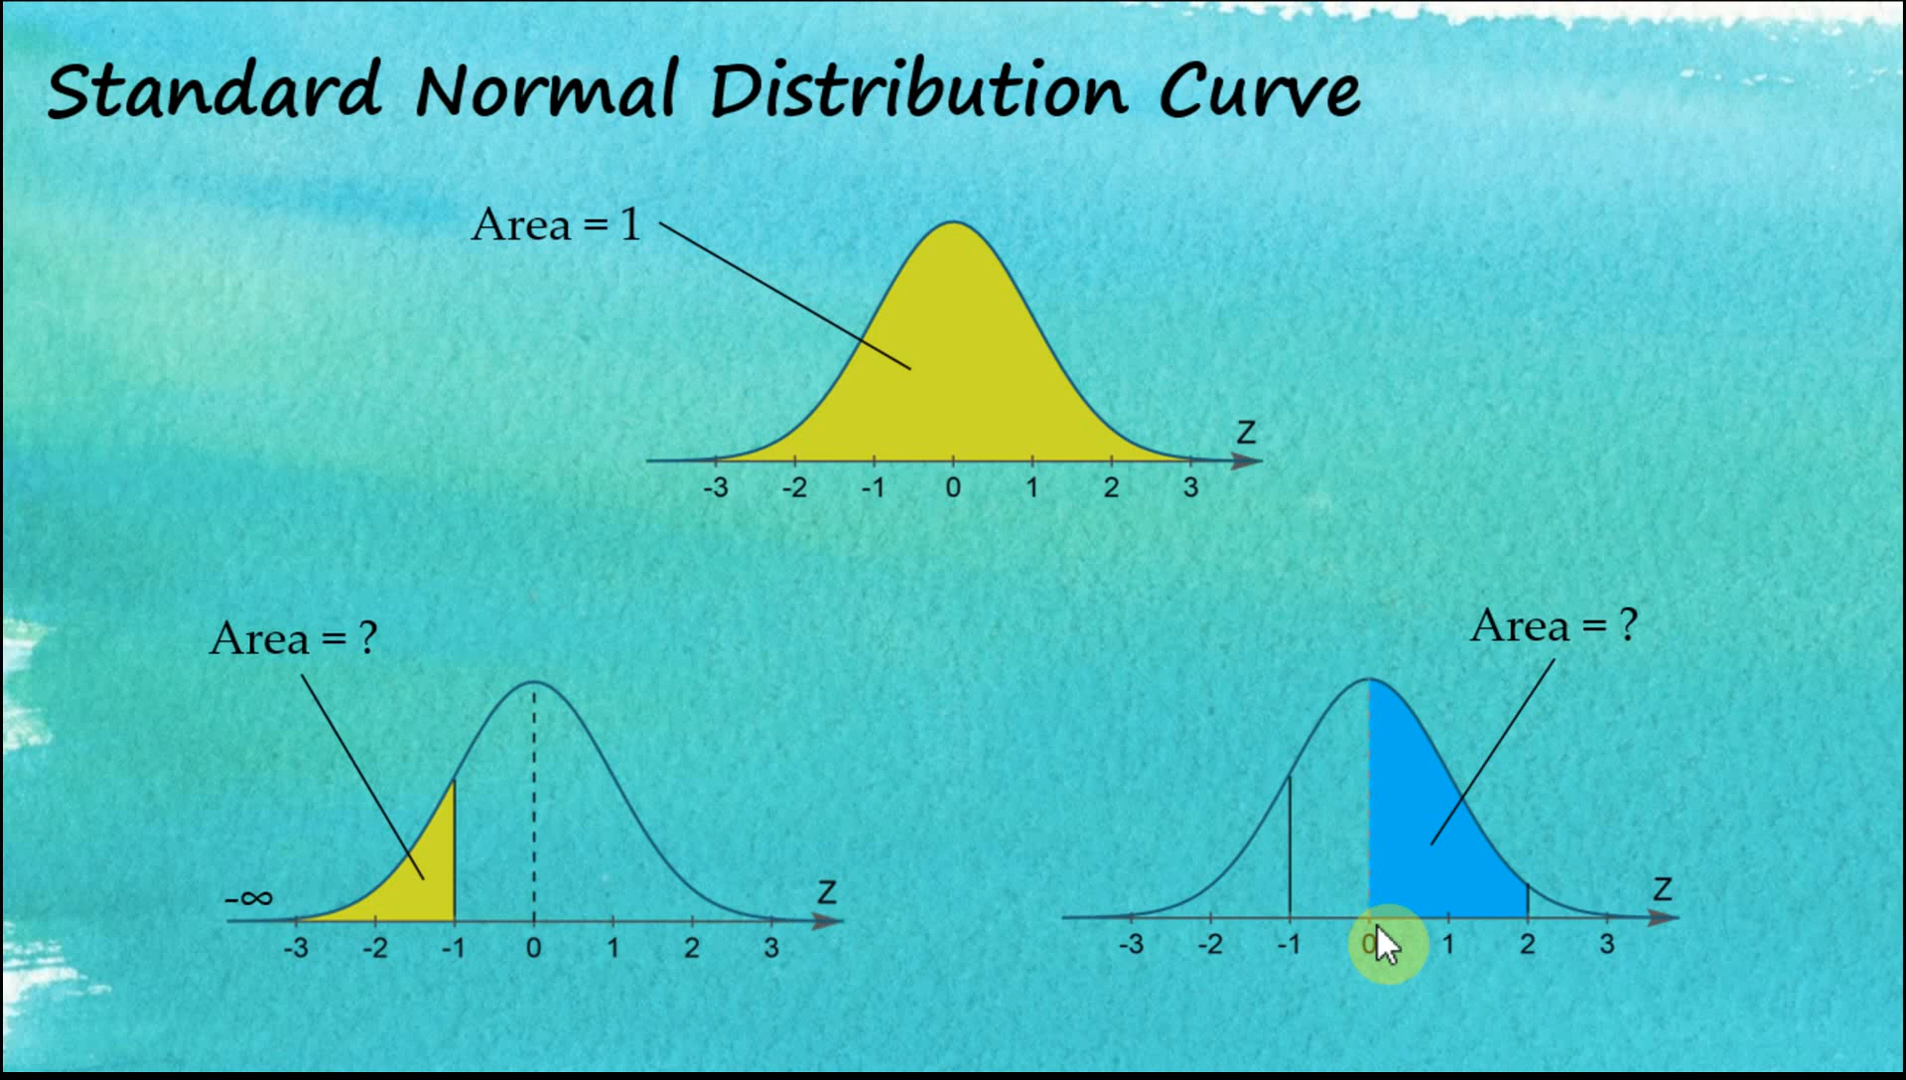 Standard Normal Distribution Curve
Area = 1
Z
-3 -2 -1 0 1 2 3
Area = ?
-∞
Z
-3 -2 -1 0 1 2 3
Area = ?
Z
-3 -2 -1 0 1 2 3